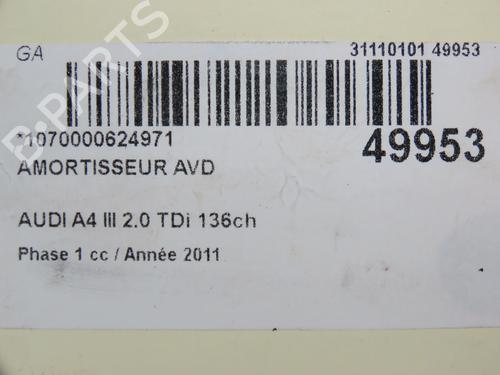 GA
31110101 49953
*1070000624971
49953
AMORTISSEUR AVD
AUDI A4 III 2.0 TDi 136ch
Phase 1 cc / Année 2011
B-PARTS